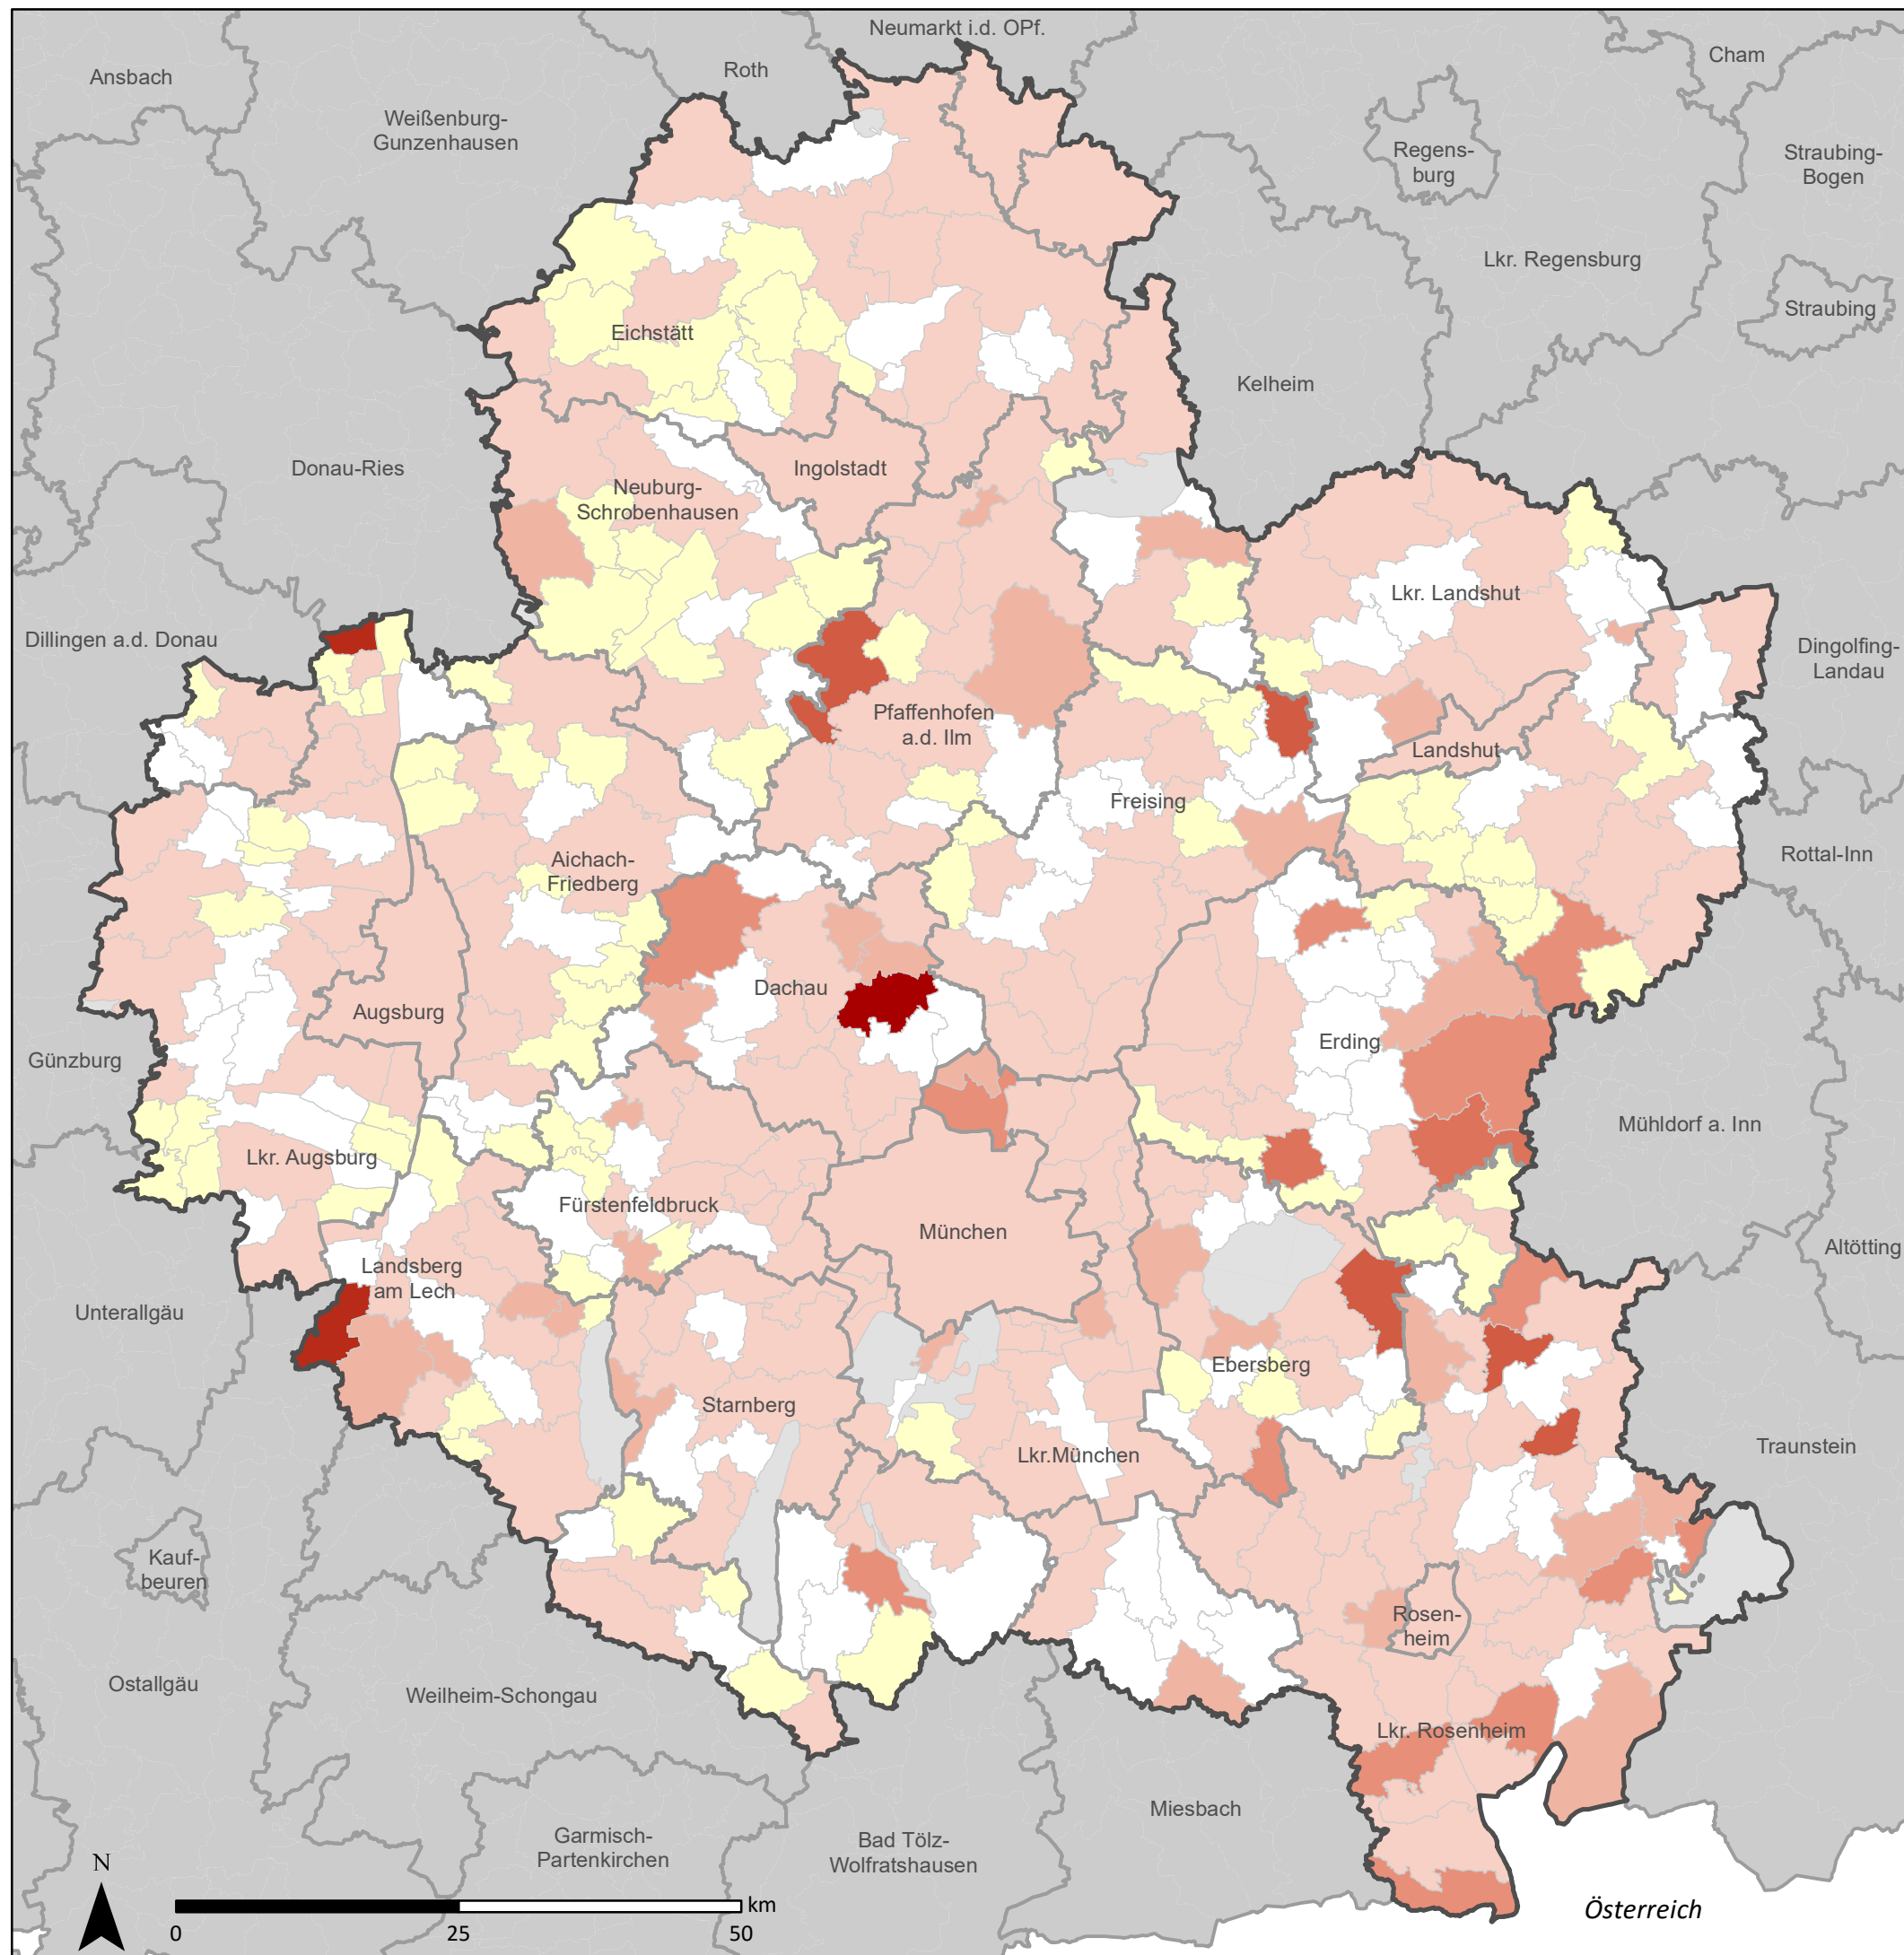 Neumarkt i.d. OPf.
Cham
Ansbach
Roth
Weißenburg-
Gunzenhausen
Regens-
burg
Straubing-
Bogen
Lkr. Regensburg
Straubing
Eichstätt
Kelheim
Donau-Ries
Ingolstadt
Neuburg-
Schrobenhausen
Lkr. Landshut
Dillingen a.d. Donau
Dingolfing-
Landau
Pfaffenhofen
a.d. Ilm
Landshut
Freising
Aichach-
Friedberg
Rottal-Inn
Dachau
Augsburg
Erding
Günzburg
Mühldorf a. Inn
Lkr. Augsburg
Fürstenfeldbruck
München
Altötting
Landsberg
am Lech
Unterallgäu
Ebersberg
Starnberg
Lkr.München
Traunstein
Kauf-
beuren
Rosen-
heim
Ostallgäu
Weilheim-Schongau
Lkr. Rosenheim
Miesbach
Garmisch-
Partenkirchen
Bad Tölz-
Wolfratshausen
N
km
0
25
50
Österreich